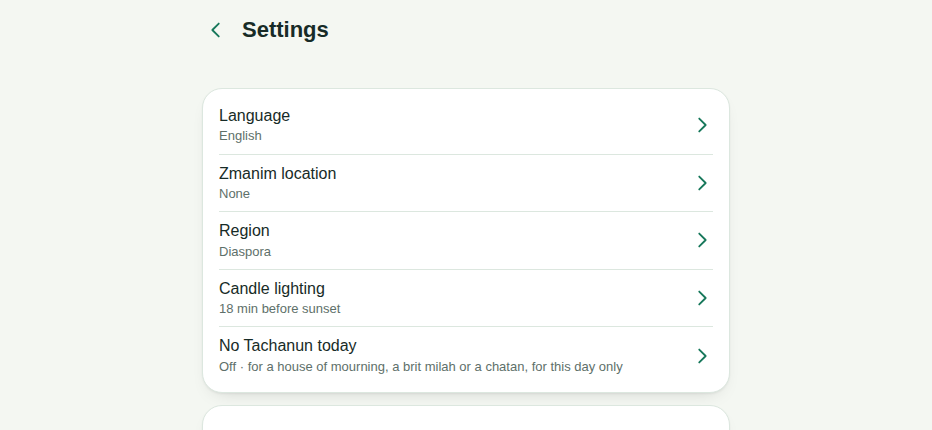 Settings
Language
English
Zmanim location
None
Region
Diaspora
Candle lighting
18 min before sunset
No Tachanun today
Off · for a house of mourning, a brit milah or a chatan, for this day only